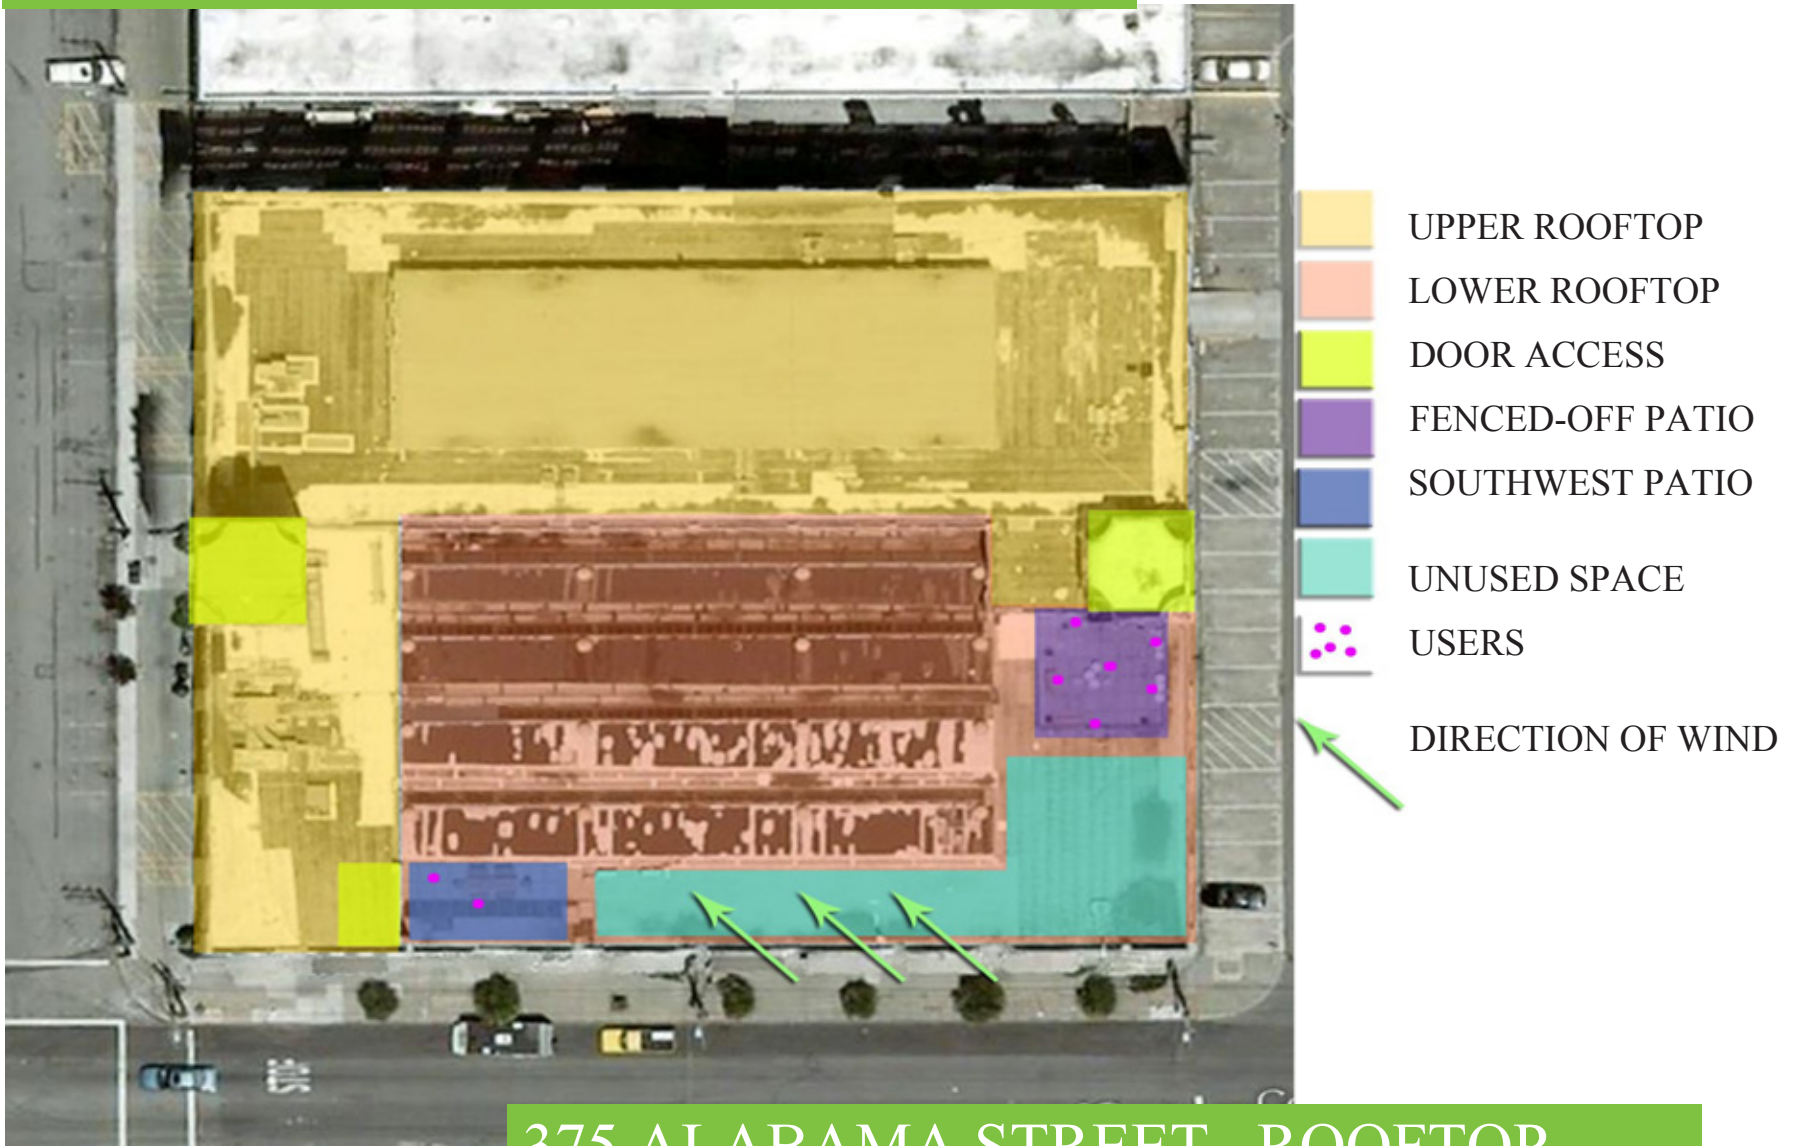 UPPER ROOFTOP
LOWER ROOFTOP
DOOR ACCESS
FENCED-OFF PATIO
SOUTHWEST PATIO
UNUSED SPACE
USERS
DIRECTION OF WIND
STOP
375 ALABAMA STREET ROOFTOP